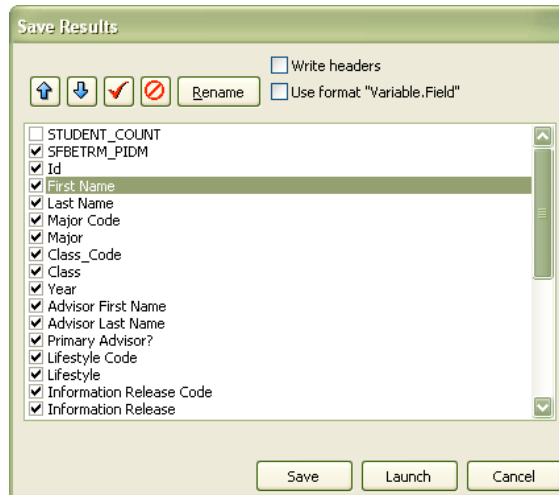 Save Results
Write headers
Rename
Use format "Variable.Field"
STUDENT_COUNT
SFBETRM_PIDM
Id
First Name
Last Name
Major Code
Major
Class_Code
Class
Year
Advisor First Name
Advisor Last Name
Primary Advisor?
Lifestyle Code
Lifestyle
Information Release Code
Information Release
Save Launch Cancel